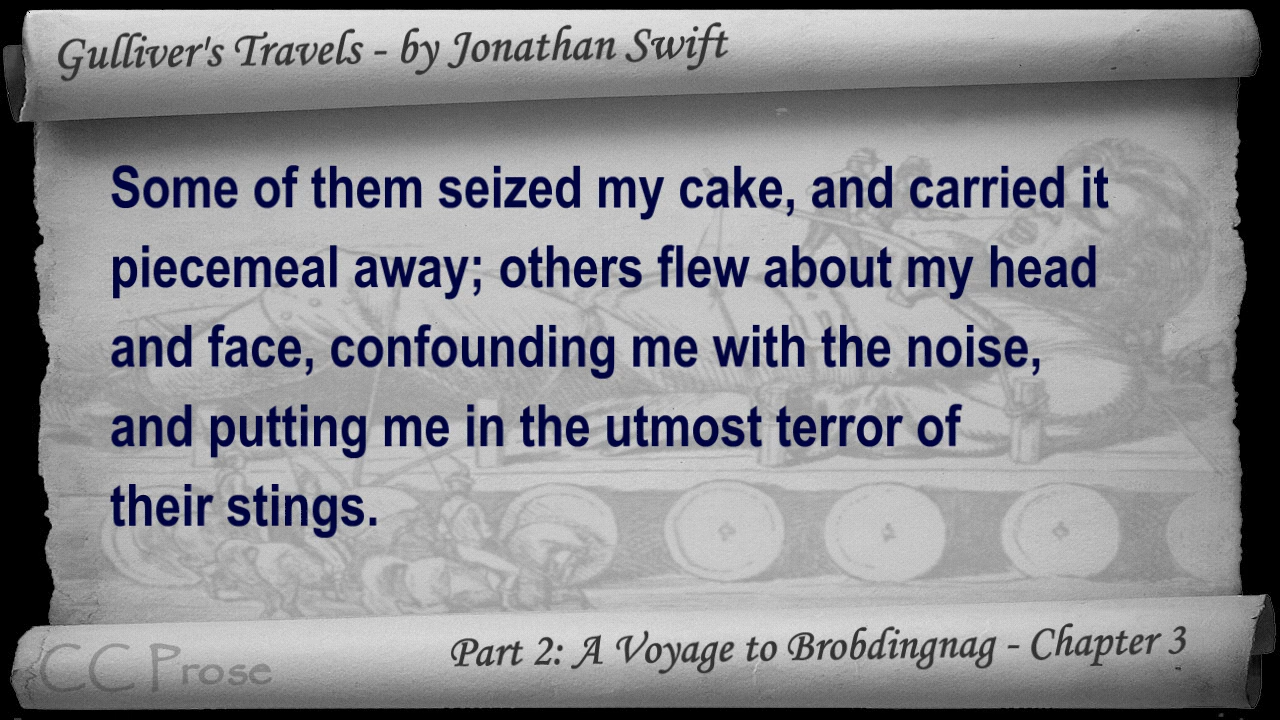 Gulliver's Travels - by Jonathan Swift
Some of them seized my cake, and carried it
piecemeal away; others flew about my head
and face, confounding me with the noise,
and putting me in the utmost terror of
their stings.
Part 2: A Voyage to Brobdingnag - Chapter 3
CC Prose